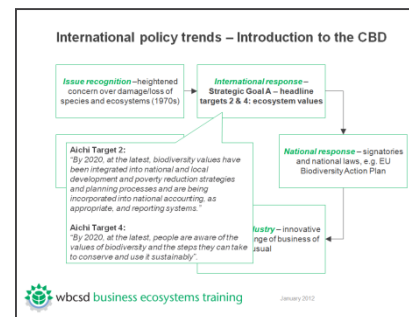 International policy trends – Introduction to the CBD
Issue recognition – heightened
concern over damage/loss of
species and ecosystems (1970s)
International response –
Strategic Goal A – headline
targets 2 & 4: ecosystem
values
Aichi Target 2:
"By 2020, at the latest, biodiversity values have
been integrated into national and local
development and poverty reduction strategies
and planning processes and are being
incorporated into national accounting, as
appropriate, and reporting systems."
Aichi Target 4:
"By 2020, at the latest, people are aware of the
values of biodiversity and the steps they can take
to conserve and use it sustainably".
National response – signatories
and national laws, e.g. EU
Biodiversity Action Plan
dustry – innovative
nge of business of
usual
wbcsd business ecosystems training
January 2012